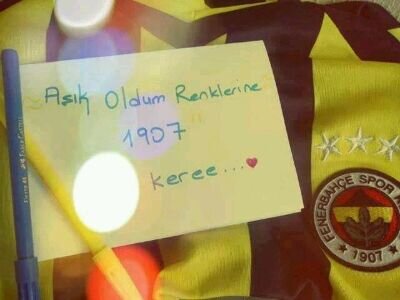 Aşık Oldum Renklerine
1907
keree...
FENERBAHÇE SPOR K
1907